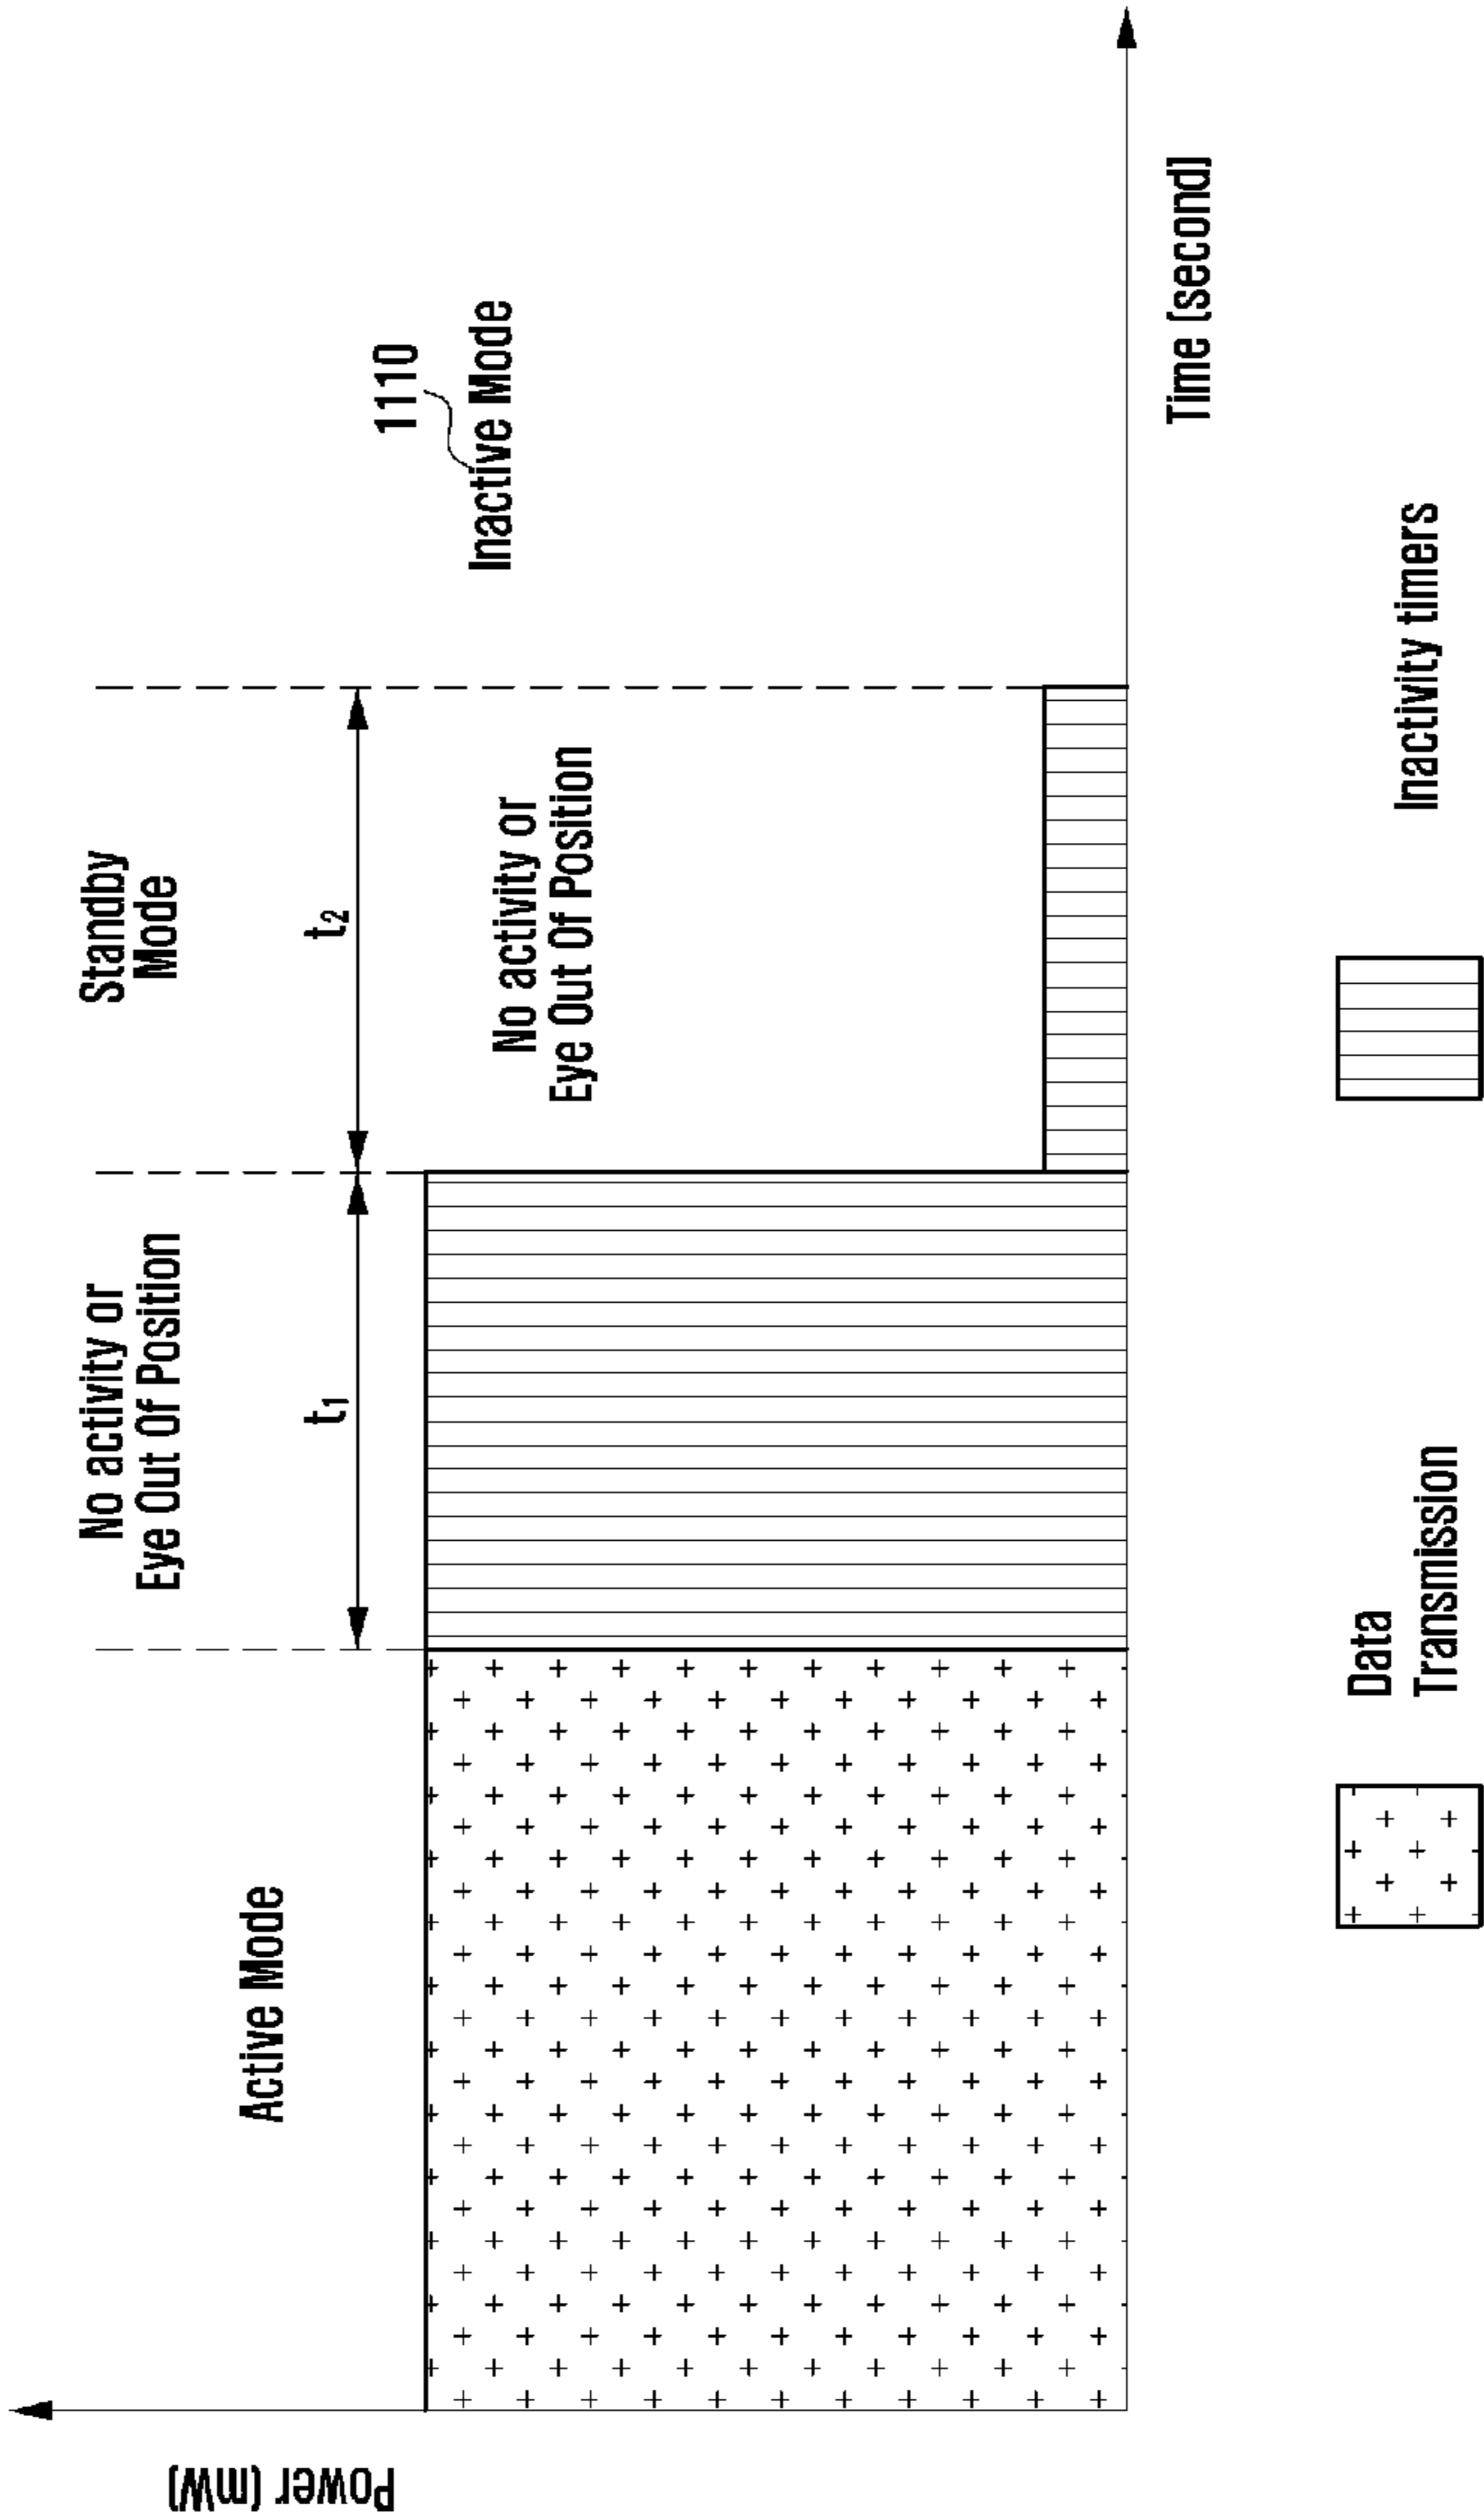 Power (mW)
Active Mode
No activity or
Eye Out Of Position
t1
Standby
Mode
t2
No activity or
Eye Out Of Position
1110
Inactive Mode
Time (second)
Data
Transmission
Inactivity timers